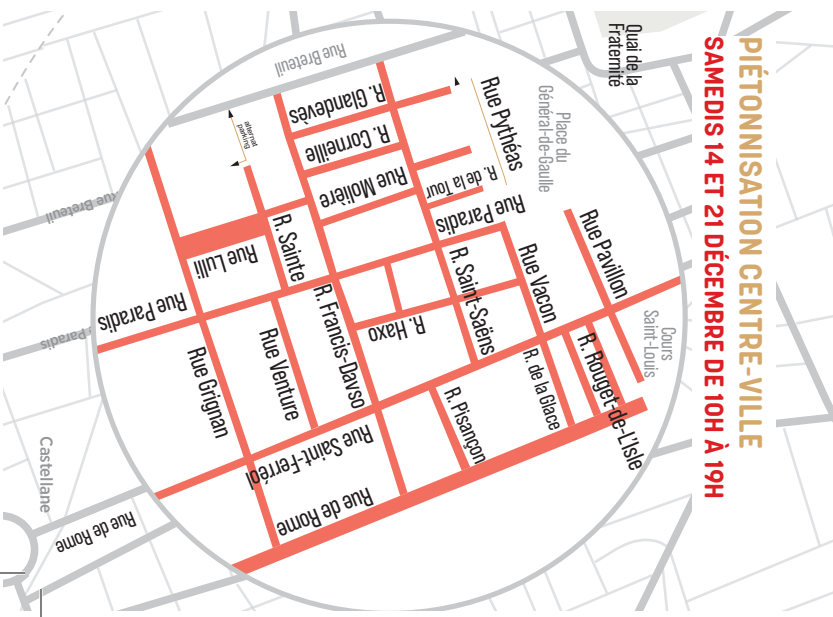 PIÉTONNISATION CENTRE-VILLE
SAMEDIS 14 ET 21 DÉCEMBRE DE 10H À 19H
Quai de la
Fraternité
Place du
Général-de-Gaulle
Cours
Saint-Louis
Rue Pythéas
Rue Pavillon
Rue Vacon
R. Rouget-de-L'Isle
R. de la Glace
R. de la Tour
Rue Paradis
R. Saint-Saëns
R. Pisançon
Rue Breteuil
R. Glandevès
R. Corneille
Rue Molière
R. Haxo
R. Francis-Davso
R. Sainte
alternat
parking
Rue Lulli
Rue Venture
Rue Grignan
Rue Paradis
Rue Saint-Ferréol
Rue de Rome
Rue Breteuil
Paradis
Castellane
Rue de Rome